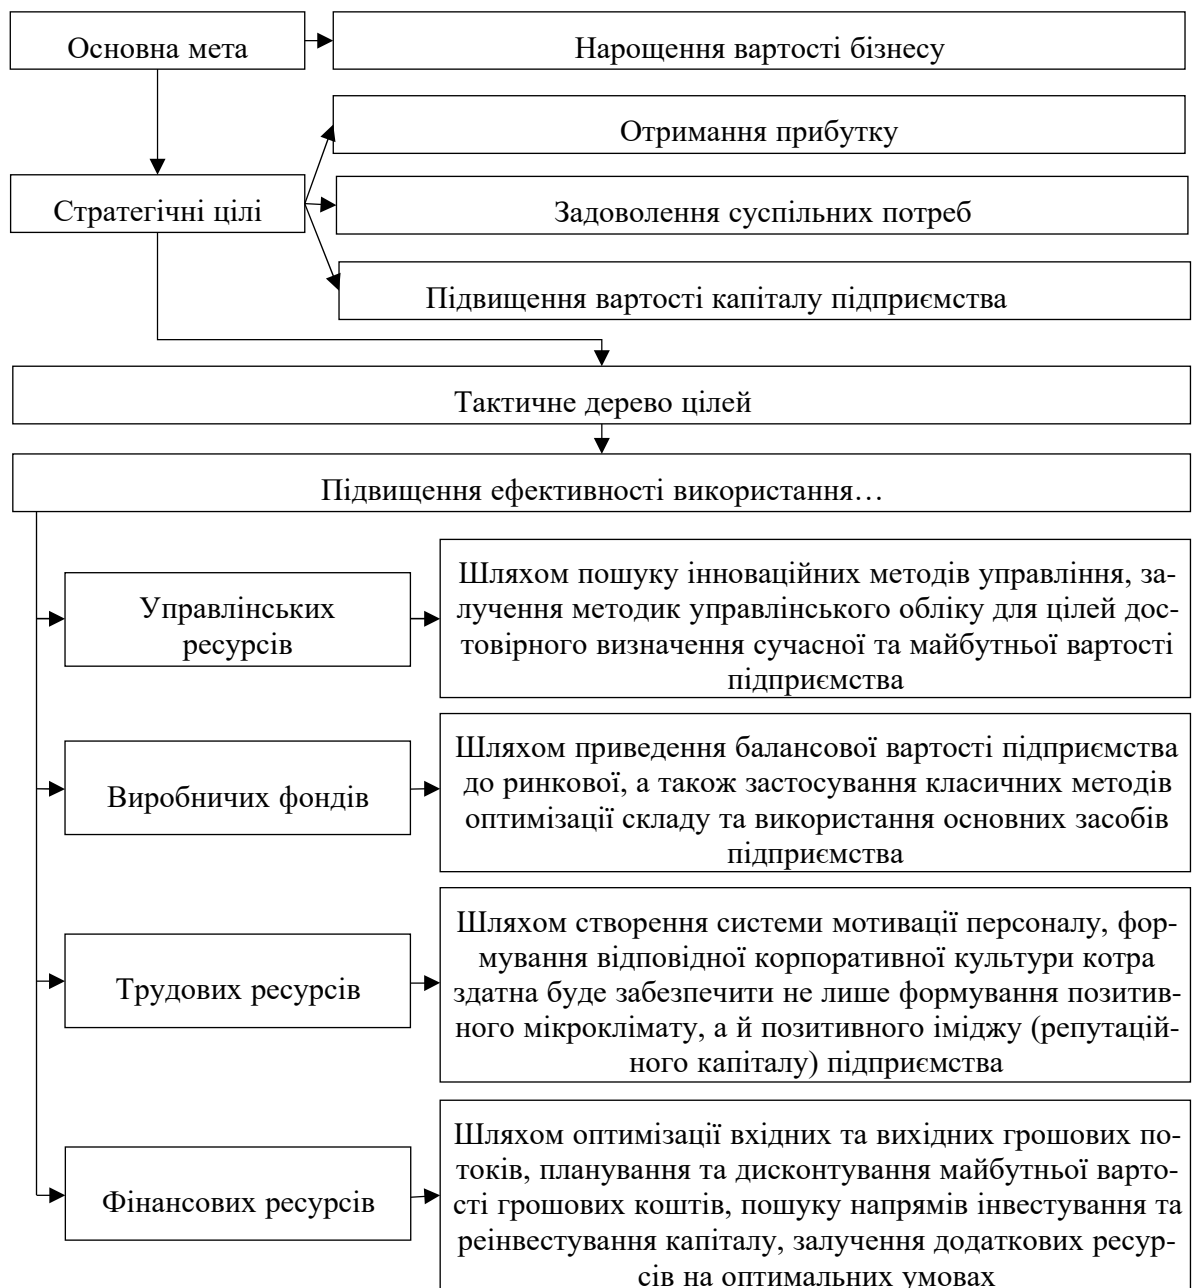 Основна мета
Нарощення вартості бізнесу
Отримання прибутку
Стратегічні цілі
Задоволення суспільних потреб
Підвищення вартості капіталу підприємства
Тактичне дерево цілей
Підвищення ефективності використання…
Управлінських
ресурсів
Шляхом пошуку інноваційних методів управління, за-
лучення методик управлінського обліку для цілей дос-
товірного визначення сучасної та майбутньої вартості
підприємства
Виробничих фондів
Шляхом приведення балансової вартості підприємства
до ринкової, а також застосування класичних методів
оптимізації складу та використання основних засобів
підприємства
Трудових ресурсів
Шляхом створення системи мотивації персоналу, фор-
мування відповідної корпоративної культури котра
здатна буде забезпечити не лише формування позитив-
ного мікроклімату, а й позитивного іміджу (репутацій-
ного капіталу) підприємства
Фінансових ресурсів
Шляхом оптимізації вхідних та вихідних грошових по-
токів, планування та дисконтування майбутньої варто-
сті грошових коштів, пошуку напрямів інвестування та
реінвестування капіталу, залучення додаткових ресур-
сів на оптимальних умовах